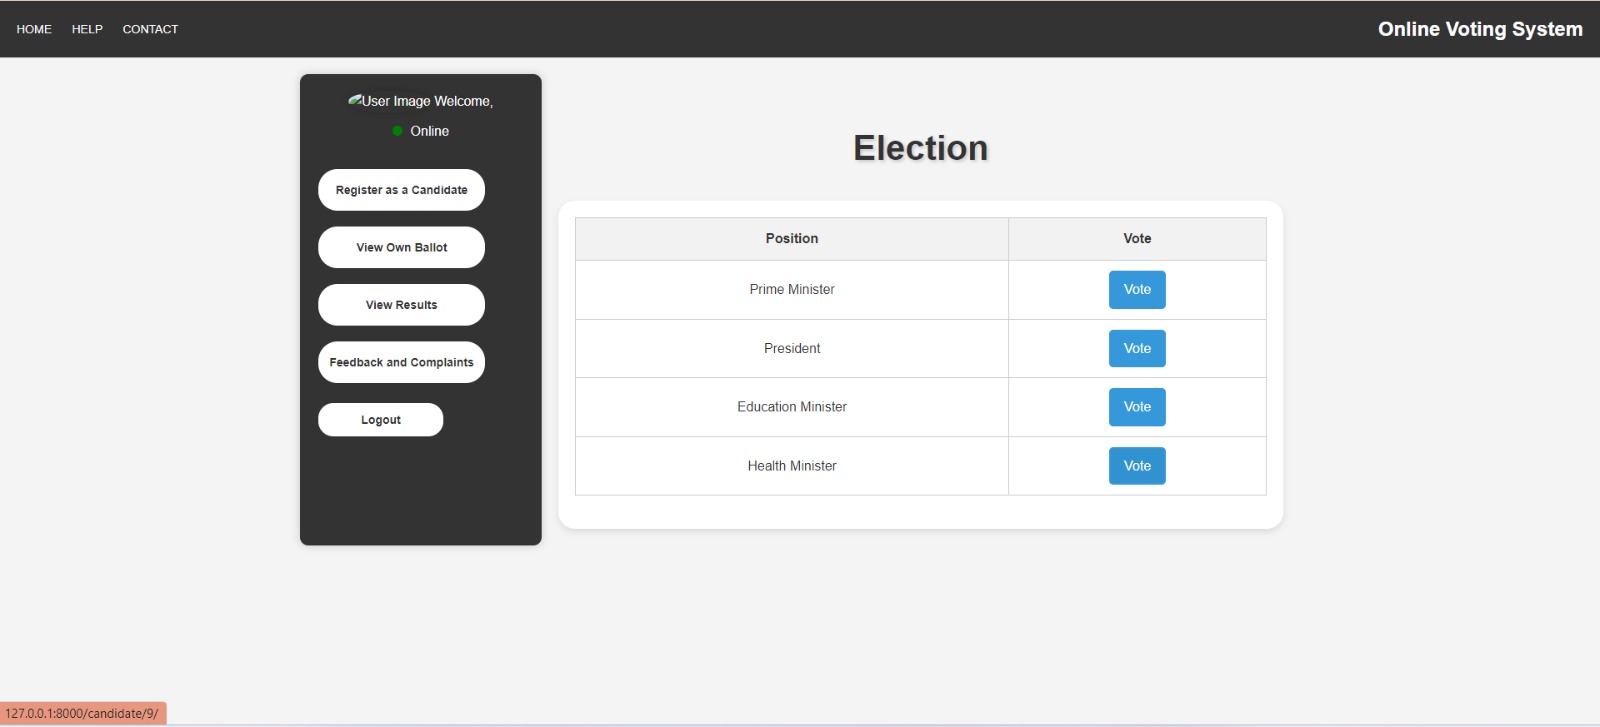 HOME HELP CONTACT Online Voting System
User Image Welcome,
Online
Register as a Candidate
View Own Ballot
View Results
Feedback and Complaints
Logout
Election
Position Vote
Prime Minister Vote
President Vote
Education Minister Vote
Health Minister Vote
127.0.0.1:8000/candidate/9/